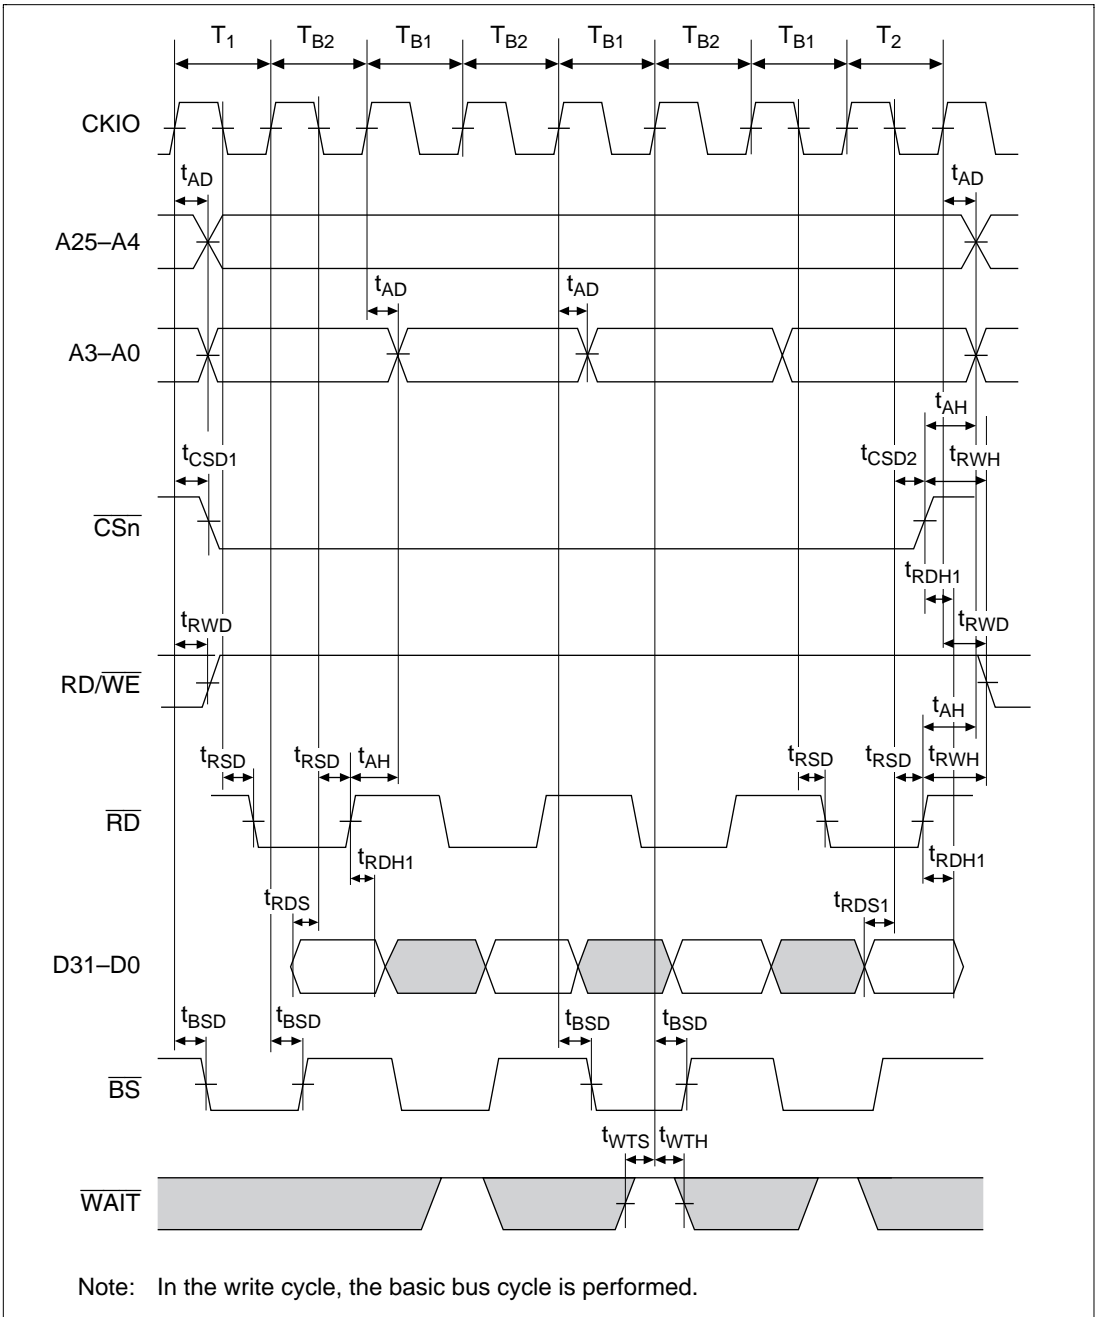 T1 TB2 TB1 TB2 TB1 TB2 TB1 T2
CKIO
tAD tAD
A25–A4
tAD tAD
A3–A0
tAH
tCSD1 tCSD2 tRWH
CSn
tRDH1
tRWD tRWD
RD/WE
tAH
tRSD tRSD tAH tRSD tRSD tRWH
RD
tRDH1 tRDH1
tRDS tRDS1
D31–D0
tBSD tBSD tBSD tBSD
BS
tWTS tWTH
WAIT
Note: In the write cycle, the basic bus cycle is performed.